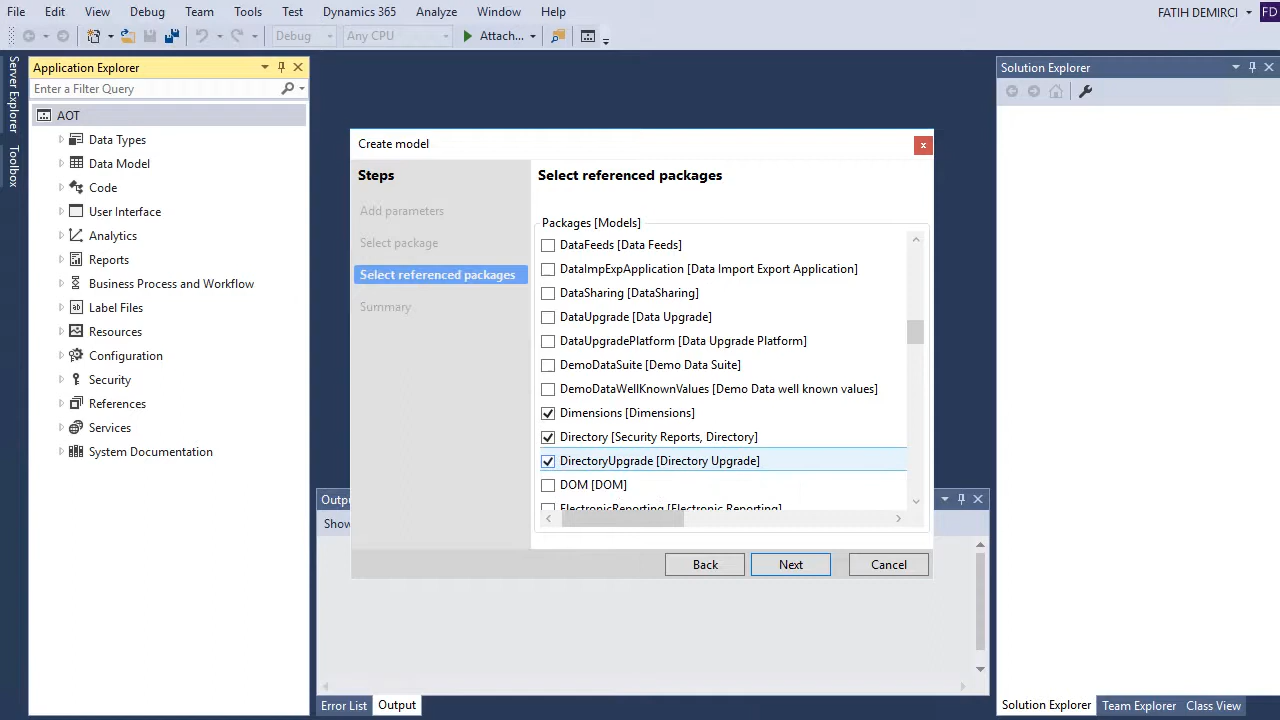 File Edit View Debug Team Tools Test Dynamics 365 Analyze Window Help
FATIH DEMIRCI FD
Debug Any CPU Attach...
Server Explorer
Toolbox
Application Explorer
Enter a Filter Query
AOT
Data Types
Data Model
Code
User Interface
Analytics
Reports
Business Process and Workflow
Label Files
Resources
Configuration
Security
References
Services
System Documentation
Create model
Steps
Add parameters
Select package
Select referenced packages
Summary
Select referenced packages
Packages [Models]
DataFeeds [Data Feeds]
DataImpExpApplication [Data Import Export Application]
DataSharing [DataSharing]
DataUpgrade [Data Upgrade]
DataUpgradePlatform [Data Upgrade Platform]
DemoDataSuite [Demo Data Suite]
DemoDataWellKnownValues [Demo Data well known values]
Dimensions [Dimensions]
Directory [Security Reports, Directory]
DirectoryUpgrade [Directory Upgrade]
DOM [DOM]
ElectronicReporting [Electronic Reporting]
Back Next Cancel
Outpu
Show
Error List Output
Solution Explorer
Solution Explorer Team Explorer Class View